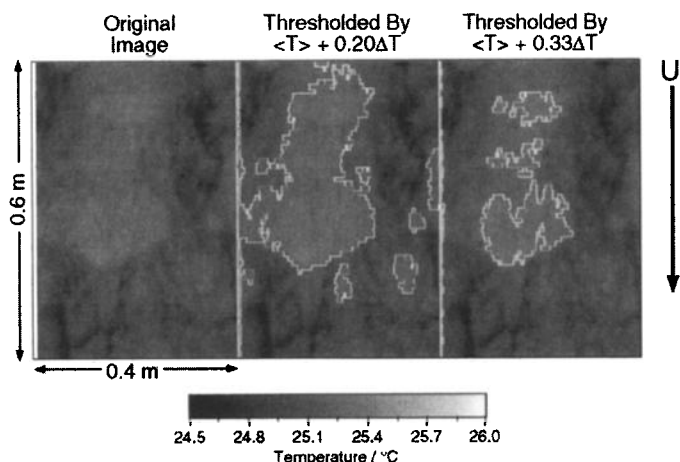 Original
Image
Thresholded By
<T> + 0.20ΔT
Thresholded By
<T> + 0.33ΔT
U
0.6 m
0.4 m
24.5 24.8 25.1 25.4 25.7 26.0
Temperature / °C